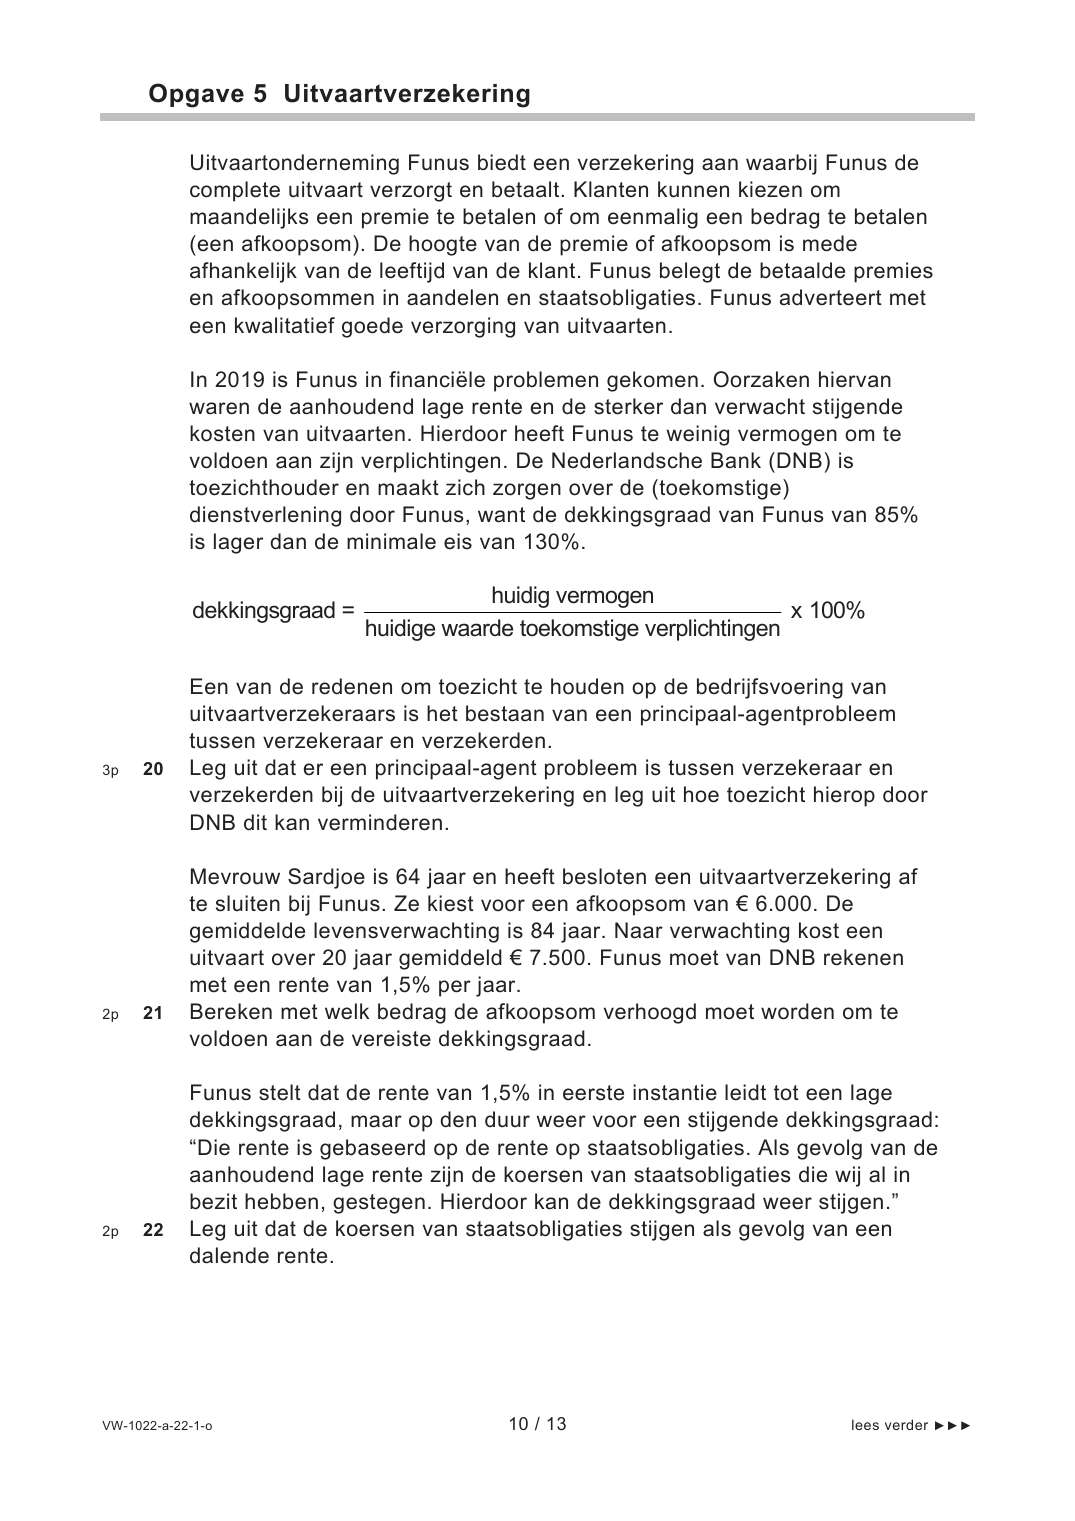 Opgave 5 Uitvaartverzekering
Uitvaartonderneming Funus biedt een verzekering aan waarbij Funus de
complete uitvaart verzorgt en betaalt. Klanten kunnen kiezen om
maandelijks een premie te betalen of om eenmalig een bedrag te betalen
(een afkoopsom). De hoogte van de premie of afkoopsom is mede
afhankelijk van de leeftijd van de klant. Funus belegt de betaalde premies
en afkoopsommen in aandelen en staatsobligaties. Funus adverteert met
een kwalitatief goede verzorging van uitvaarten.
In 2019 is Funus in financiële problemen gekomen. Oorzaken hiervan
waren de aanhoudend lage rente en de sterker dan verwacht stijgende
kosten van uitvaarten. Hierdoor heeft Funus te weinig vermogen om te
voldoen aan zijn verplichtingen. De Nederlandsche Bank (DNB) is
toezichthouder en maakt zich zorgen over de (toekomstige)
dienstverlening door Funus, want de dekkingsgraad van Funus van 85%
is lager dan de minimale eis van 130%.
huidig vermogen
dekkingsgraad = x 100%
huidige waarde toekomstige verplichtingen
Een van de redenen om toezicht te houden op de bedrijfsvoering van
uitvaartverzekeraars is het bestaan van een principaal-agentprobleem
tussen verzekeraar en verzekerden.
3p 20 Leg uit dat er een principaal-agent probleem is tussen verzekeraar en
verzekerden bij de uitvaartverzekering en leg uit hoe toezicht hierop door
DNB dit kan verminderen.
Mevrouw Sardjoe is 64 jaar en heeft besloten een uitvaartverzekering af
te sluiten bij Funus. Ze kiest voor een afkoopsom van € 6.000. De
gemiddelde levensverwachting is 84 jaar. Naar verwachting kost een
uitvaart over 20 jaar gemiddeld € 7.500. Funus moet van DNB rekenen
met een rente van 1,5% per jaar.
2p 21 Bereken met welk bedrag de afkoopsom verhoogd moet worden om te
voldoen aan de vereiste dekkingsgraad.
Funus stelt dat de rente van 1,5% in eerste instantie leidt tot een lage
dekkingsgraad, maar op den duur weer voor een stijgende dekkingsgraad:
“Die rente is gebaseerd op de rente op staatsobligaties. Als gevolg van de
aanhoudend lage rente zijn de koersen van staatsobligaties die wij al in
bezit hebben, gestegen. Hierdoor kan de dekkingsgraad weer stijgen.”
2p 22 Leg uit dat de koersen van staatsobligaties stijgen als gevolg van een
dalende rente.
VW-1022-a-22-1-o 10 / 13 lees verder ►►►